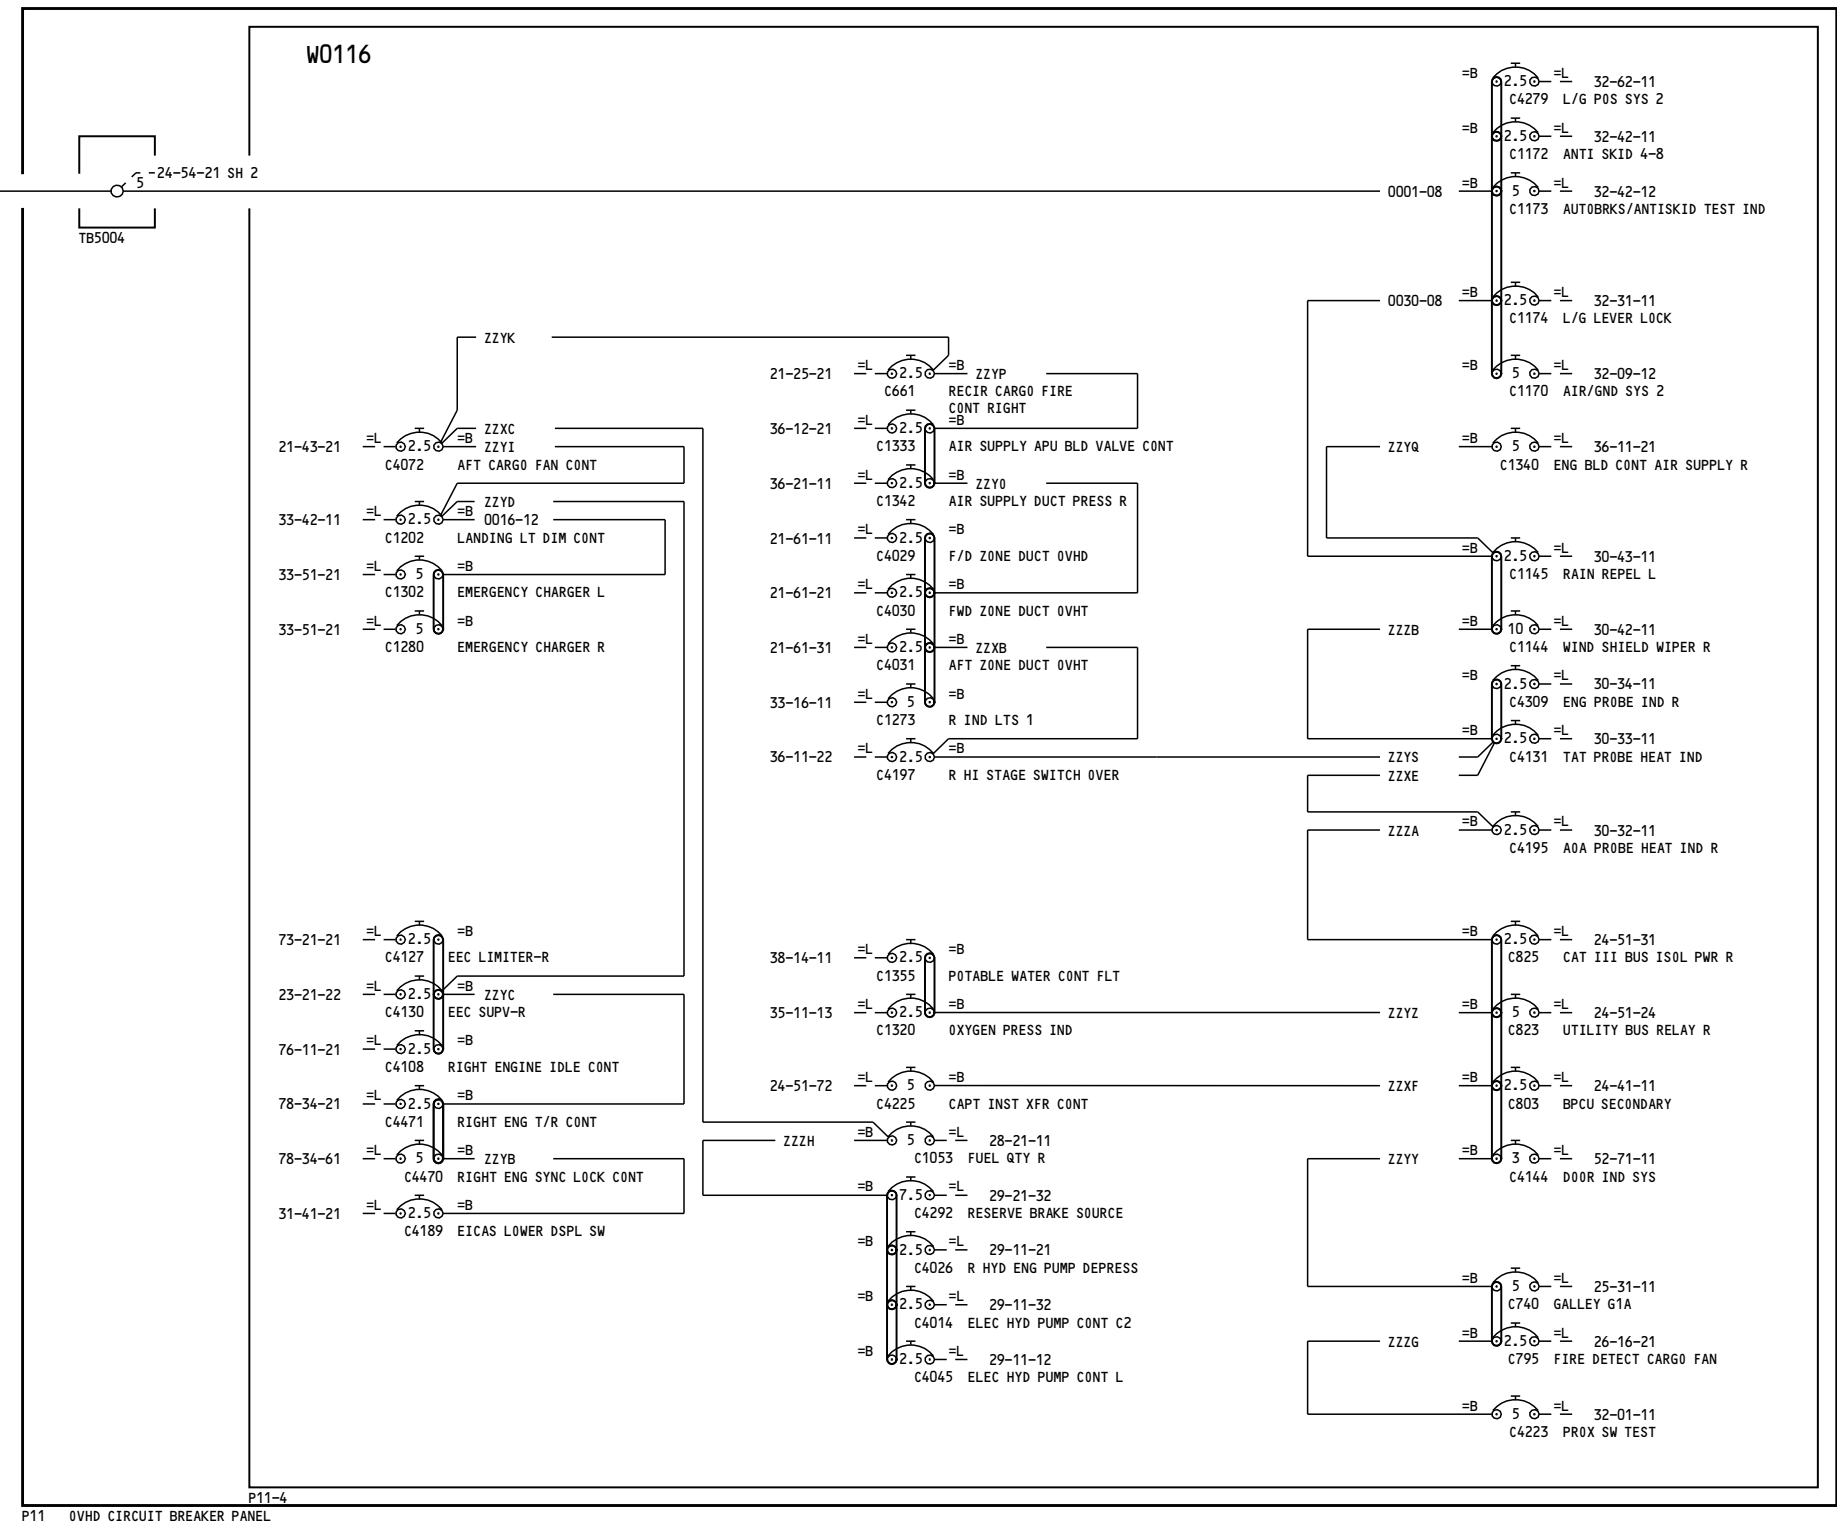 W0116
5
-24-54-21 SH 2
TB5004
0001-08
=B 2.5 =L 32-62-11
C4279 L/G POS SYS 2
=B 2.5 =L 32-42-11
C1172 ANTI SKID 4-8
=B 5 =L 32-42-12
C1173 AUTOBRKS/ANTISKID TEST IND
0030-08 =B 2.5 =L 32-31-11
C1174 L/G LEVER LOCK
=B 5 =L 32-09-12
C1170 AIR/GND SYS 2
ZZYQ =B 5 =L 36-11-21
C1340 ENG BLD CONT AIR SUPPLY R
=B 2.5 =L 30-43-11
C1145 RAIN REPEL L
ZZZB =B 10 =L 30-42-11
C1144 WIND SHIELD WIPER R
=B 2.5 =L 30-34-11
C4309 ENG PROBE IND R
=B 2.5 =L 30-33-11
C4131 TAT PROBE HEAT IND
ZZYS
ZZXE
ZZZA =B 2.5 =L 30-32-11
C4195 AOA PROBE HEAT IND R
=B 2.5 =L 24-51-31
C825 CAT III BUS ISOL PWR R
ZZYZ =B 5 =L 24-51-24
C823 UTILITY BUS RELAY R
ZZXF =B 2.5 =L 24-41-11
C803 BPCU SECONDARY
ZZYY =B 3 =L 52-71-11
C4144 DOOR IND SYS
=B 5 =L 25-31-11
C740 GALLEY G1A
ZZZG =B 2.5 =L 26-16-21
C795 FIRE DETECT CARGO FAN
=B 5 =L 32-01-11
C4223 PROX SW TEST
ZZYK
21-25-21 =L 2.5 =B ZZYP
C661 RECIR CARGO FIRE
CONT RIGHT
36-12-21 =L 2.5 =B
C1333 AIR SUPPLY APU BLD VALVE CONT
36-21-11 =L 2.5 =B ZZYO
C1342 AIR SUPPLY DUCT PRESS R
21-61-11 =L 2.5 =B
C4029 F/D ZONE DUCT OVHD
21-61-21 =L 2.5 =B
C4030 FWD ZONE DUCT OVHT
21-61-31 =L 2.5 =B ZZXB
C4031 AFT ZONE DUCT OVHT
33-16-11 =L 5 =B
C1273 R IND LTS 1
36-11-22 =L 2.5 =B
C4197 R HI STAGE SWITCH OVER
38-14-11 =L 2.5 =B
C1355 POTABLE WATER CONT FLT
35-11-13 =L 2.5 =B
C1320 OXYGEN PRESS IND
24-51-72 =L 5 =B
C4225 CAPT INST XFR CONT
ZZZH =B 5 =L 28-21-11
C1053 FUEL QTY R
=B 7.5 =L 29-21-32
C4292 RESERVE BRAKE SOURCE
=B 2.5 =L 29-11-21
C4026 R HYD ENG PUMP DEPRESS
=B 2.5 =L 29-11-32
C4014 ELEC HYD PUMP CONT C2
=B 2.5 =L 29-11-12
C4045 ELEC HYD PUMP CONT L
ZZXC
21-43-21 =L 2.5 =B ZZYI
C4072 AFT CARGO FAN CONT
ZZYD
33-42-11 =L 2.5 =B 0016-12
C1202 LANDING LT DIM CONT
33-51-21 =L 5 =B
C1302 EMERGENCY CHARGER L
33-51-21 =L 5 =B
C1280 EMERGENCY CHARGER R
73-21-21 =L 2.5 =B
C4127 EEC LIMITER-R
23-21-22 =L 2.5 =B ZZYC
C4130 EEC SUPV-R
76-11-21 =L 2.5 =B
C4108 RIGHT ENGINE IDLE CONT
78-34-21 =L 2.5 =B
C4471 RIGHT ENG T/R CONT
78-34-61 =L 5 =B ZZYB
C4470 RIGHT ENG SYNC LOCK CONT
31-41-21 =L 2.5 =B
C4189 EICAS LOWER DSPL SW
P11-4
P11 OVHD CIRCUIT BREAKER PANEL